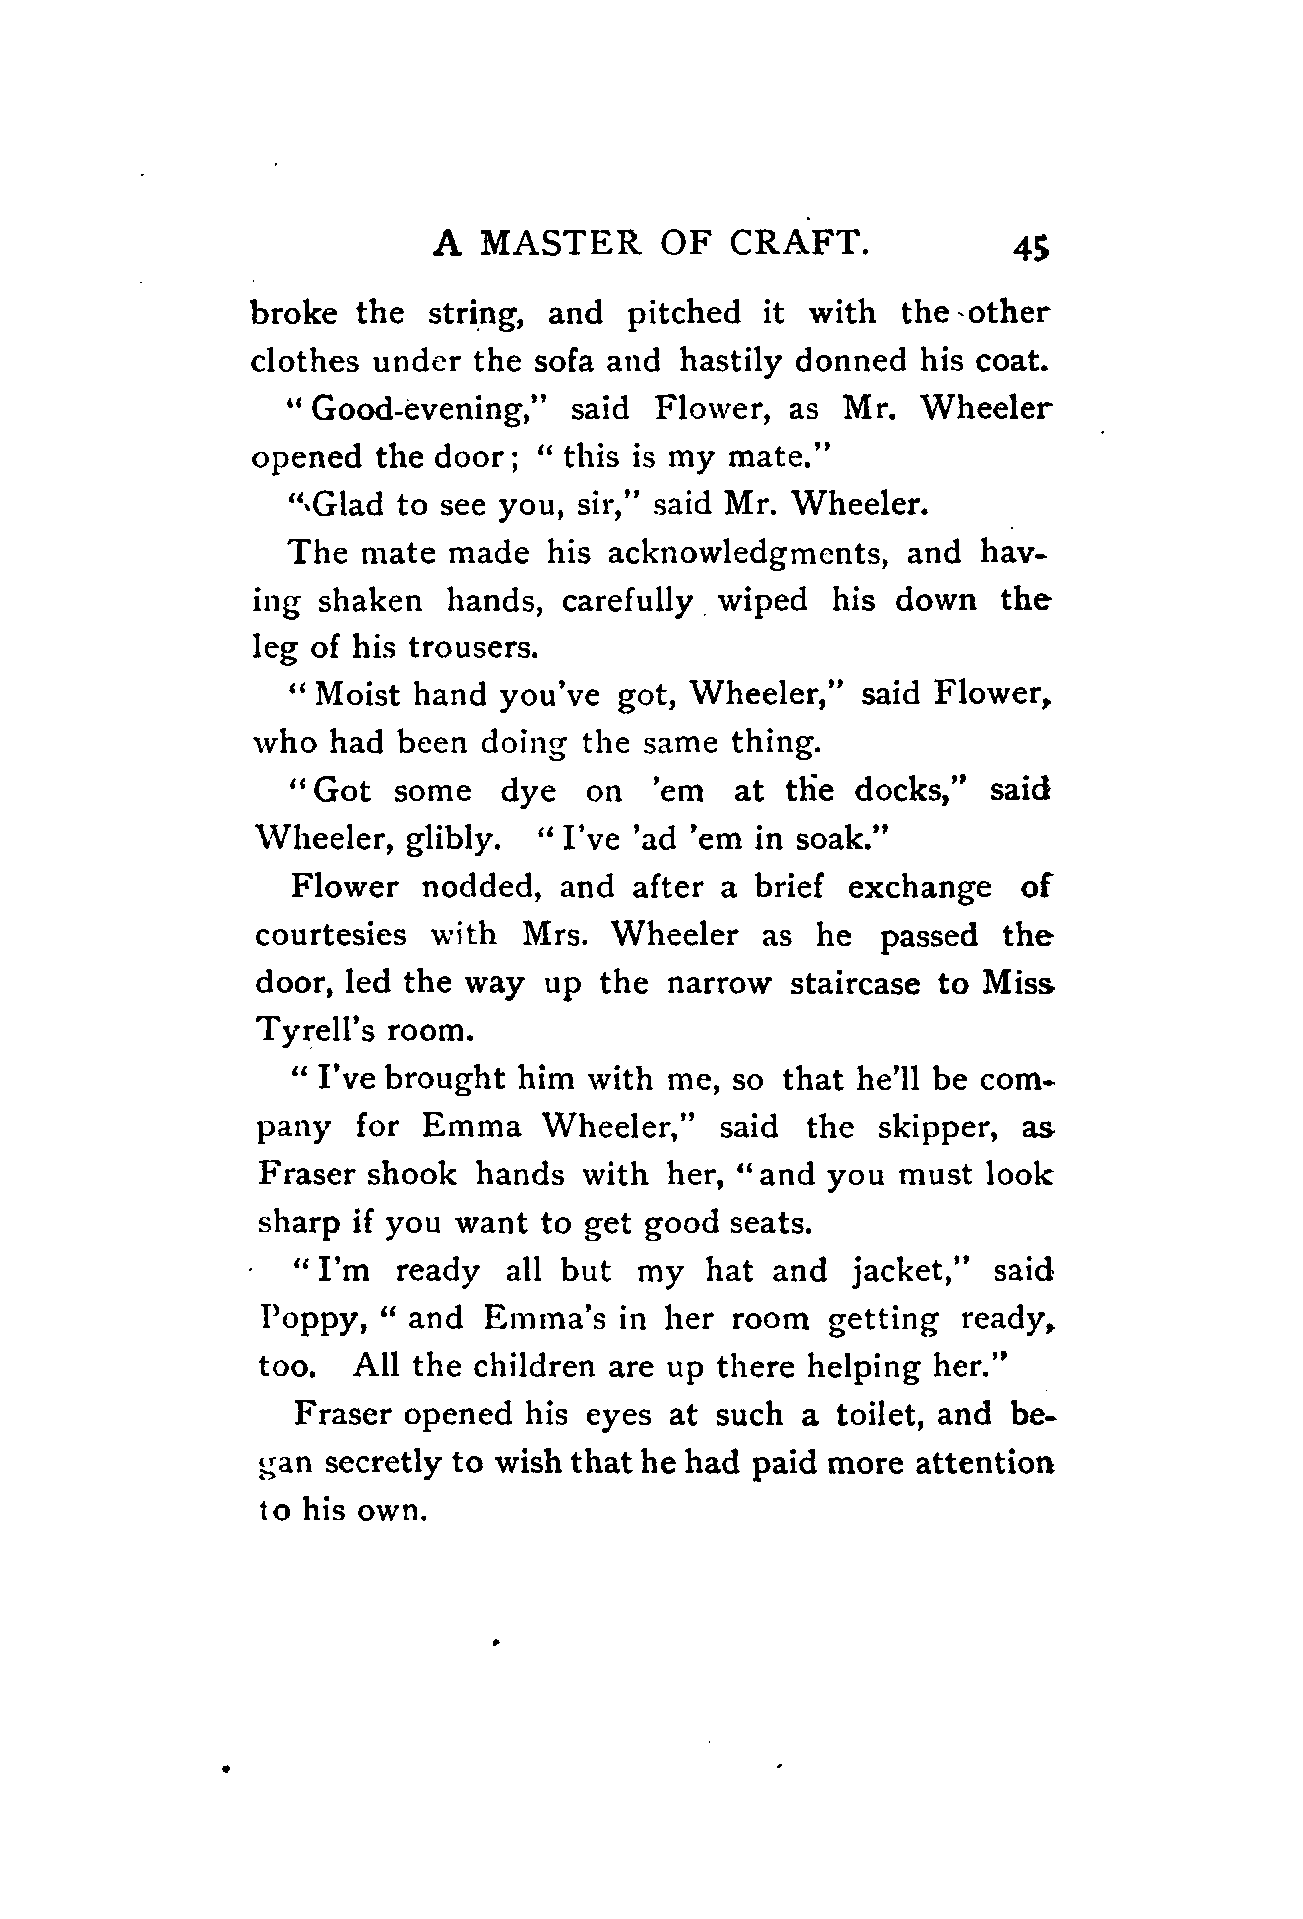 A MASTER OF CRAFT. 45
broke the string, and pitched it with the other
clothes under the sofa and hastily donned his coat.
" Good-evening," said Flower, as Mr. Wheeler
opened the door; " this is my mate."
"Glad to see you, sir," said Mr. Wheeler.
The mate made his acknowledgments, and hav-
ing shaken hands, carefully wiped his down the
leg of his trousers.
" Moist hand you've got, Wheeler," said Flower,
who had been doing the same thing.
"Got some dye on 'em at the docks," said
Wheeler, glibly. " I've 'ad 'em in soak."
Flower nodded, and after a brief exchange of
courtesies with Mrs. Wheeler as he passed the
door, led the way up the narrow staircase to Miss
Tyrell's room.
" I've brought him with me, so that he'll be com-
pany for Emma Wheeler," said the skipper, as
Fraser shook hands with her, "and you must look
sharp if you want to get good seats.
" I'm ready all but my hat and jacket," said
Poppy, " and Emma's in her room getting ready,
too. All the children are up there helping her."
Fraser opened his eyes at such a toilet, and be-
gan secretly to wish that he had paid more attention
to his own.